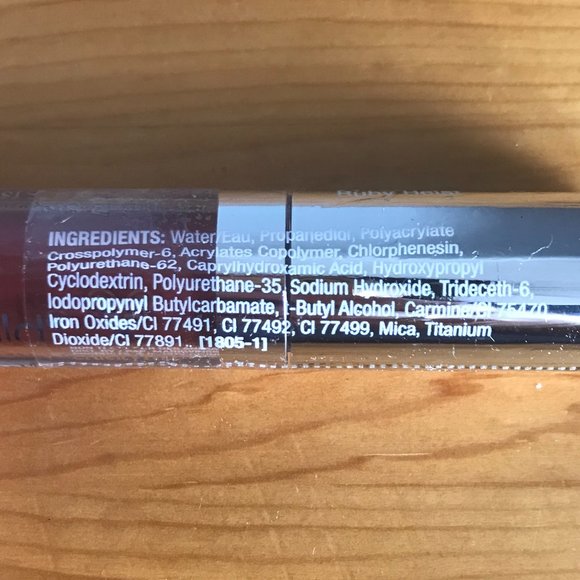 INGREDIENTS: Water/Eau, Propanediol, Polyacrylate
Crosspolymer-6, Acrylates Copolymer, Chlorphenesin,
Polyurethane-62, Caprylhydroxamic Acid, Hydroxypropyl
Cyclodextrin, Polyurethane-35, Sodium Hydroxide, Trideceth-6,
Iodopropynyl Butylcarbamate, t-Butyl Alcohol, Carmine/CI 75470,
Iron Oxides/CI 77491, CI 77492, CI 77499, Mica, Titanium
Dioxide/CI 77891.. [1805-1]